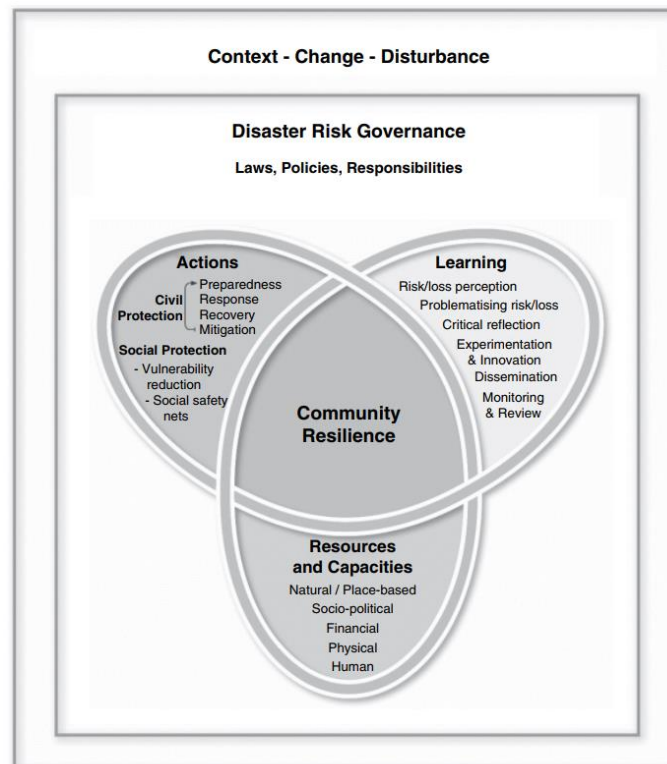 Context - Change - Disturbance
Disaster Risk Governance
Laws, Policies, Responsibilities
Actions
Civil
Protection
Preparedness
Response
Recovery
Mitigation
Social Protection
- Vulnerability
reduction
- Social safety
nets
Learning
Risk/loss perception
Problematising risk/loss
Critical reflection
Experimentation
& Innovation
Dissemination
Monitoring
& Review
Community
Resilience
Resources
and Capacities
Natural / Place-based
Socio-political
Financial
Physical
Human